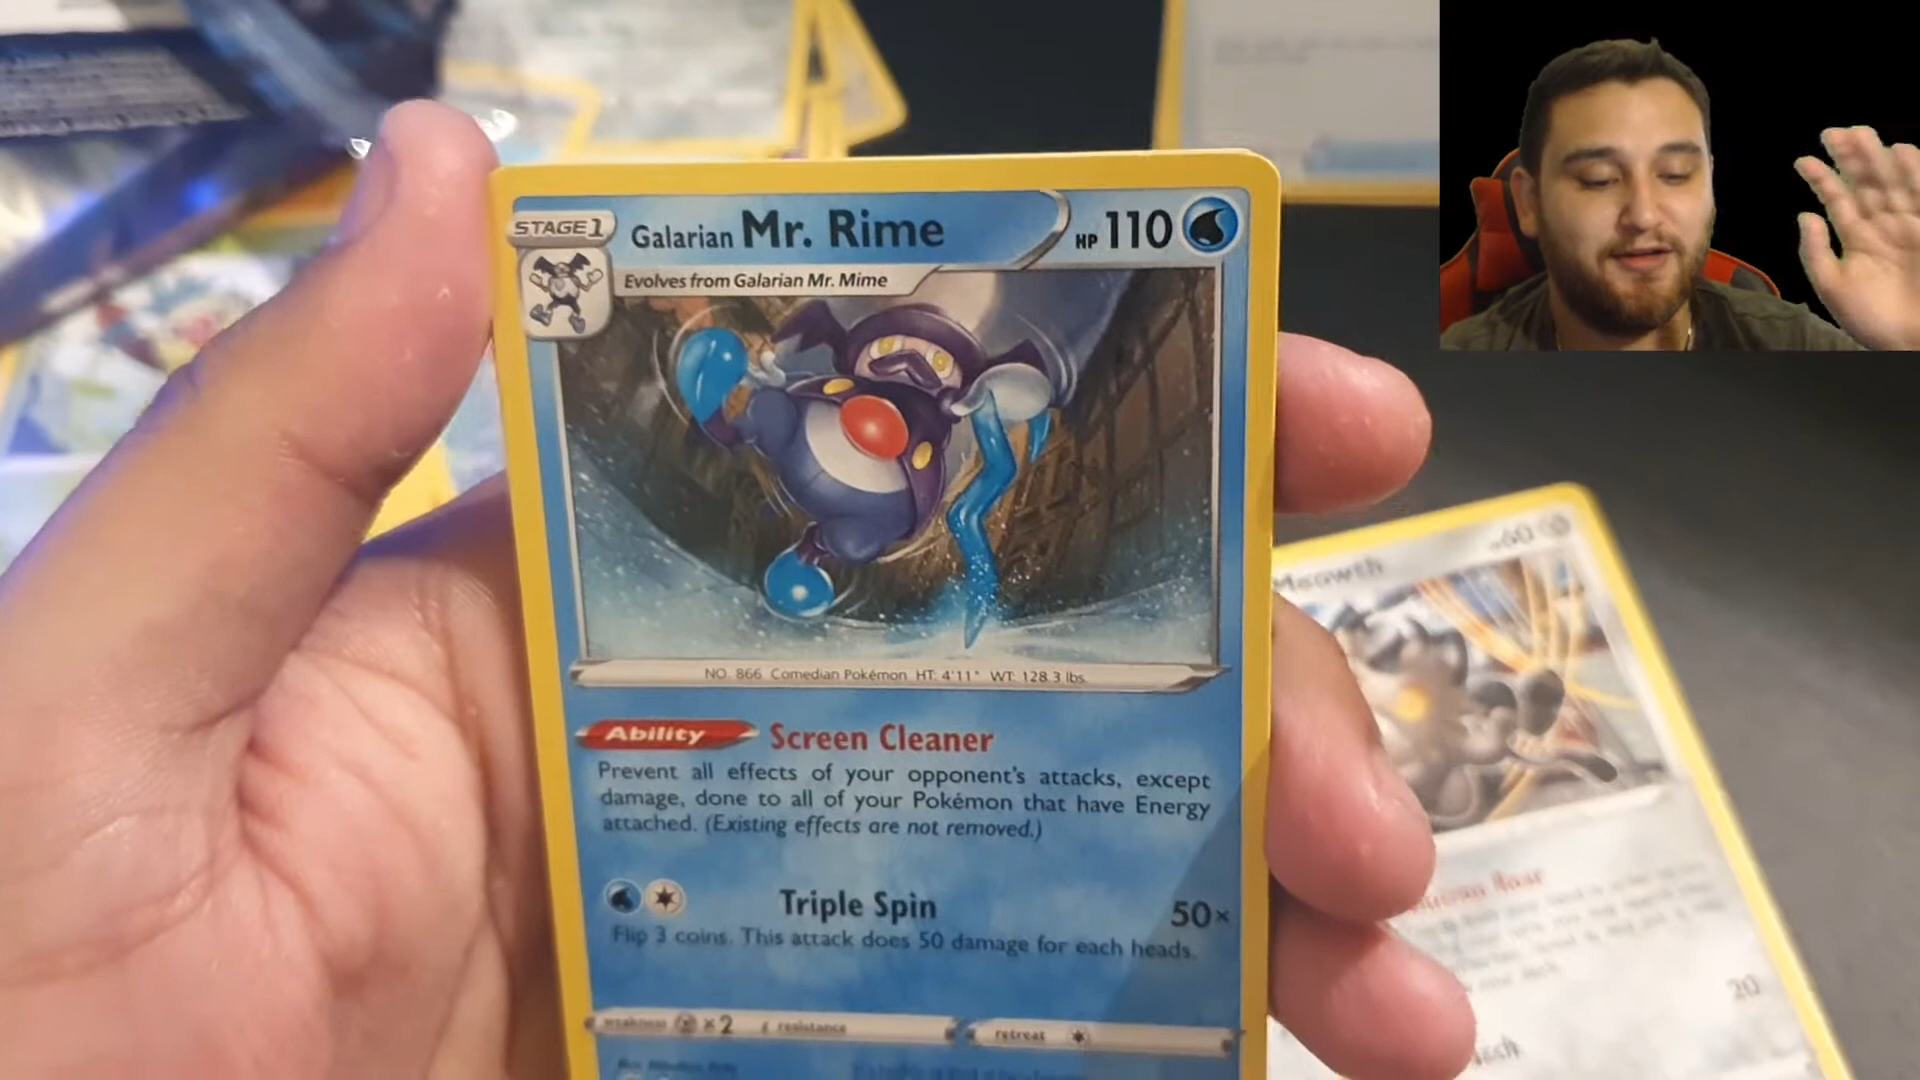 STAGE 1
Galarian Mr. Rime
HP 110
Evolves from Galarian Mr. Mime
NO. 866 Comedian Pokémon HT: 4'11" WT: 128.3 lbs.
Ability Screen Cleaner
Prevent all effects of your opponent's attacks, except
damage, done to all of your Pokémon that have Energy
attached. (Existing effects are not removed.)
Triple Spin 50×
Flip 3 coins. This attack does 50 damage for each heads.
weakness ×2 resistance retreat
Meowth
60
20